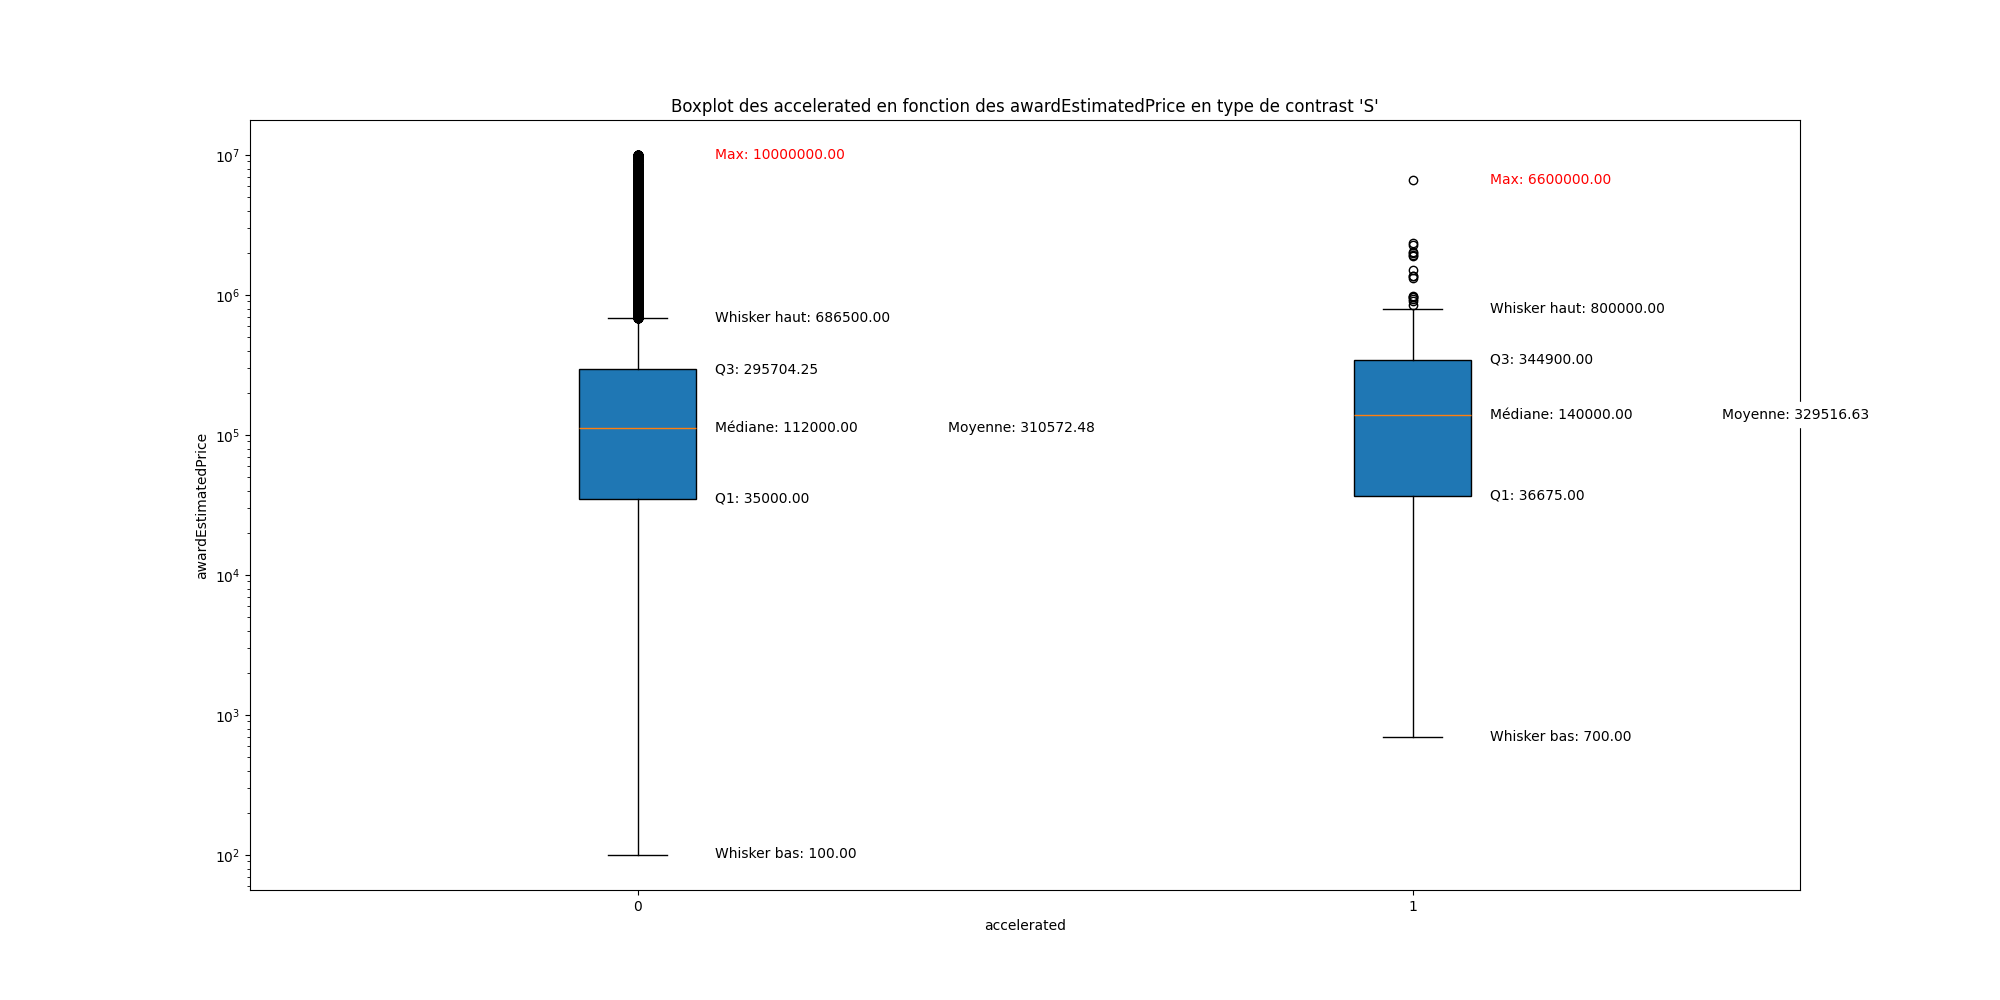 Boxplot des accelerated en fonction des awardEstimatedPrice en type de contrast 'S'
10^7
10^6
10^5
10^4
10^3
10^2
awardEstimatedPrice
Max: 10000000.00
Whisker haut: 686500.00
Q3: 295704.25
Médiane: 112000.00
Moyenne: 310572.48
Q1: 35000.00
Whisker bas: 100.00
Max: 6600000.00
Whisker haut: 800000.00
Q3: 344900.00
Médiane: 140000.00
Moyenne: 329516.63
Q1: 36675.00
Whisker bas: 700.00
0
1
accelerated